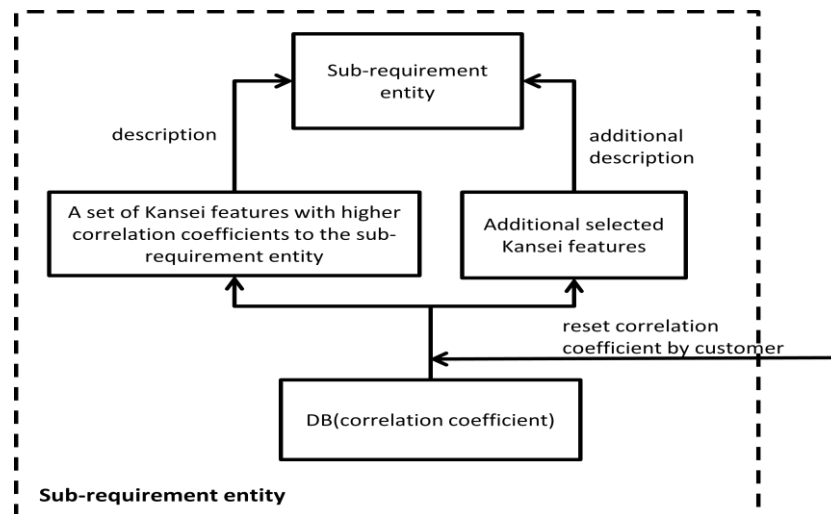 Sub-requirement
entity
description
additional
description
A set of Kansei features with higher
correlation coefficients to the sub-
requirement entity
Additional selected
Kansei features
reset correlation
coefficient by customer
DB(correlation coefficient)
Sub-requirement entity